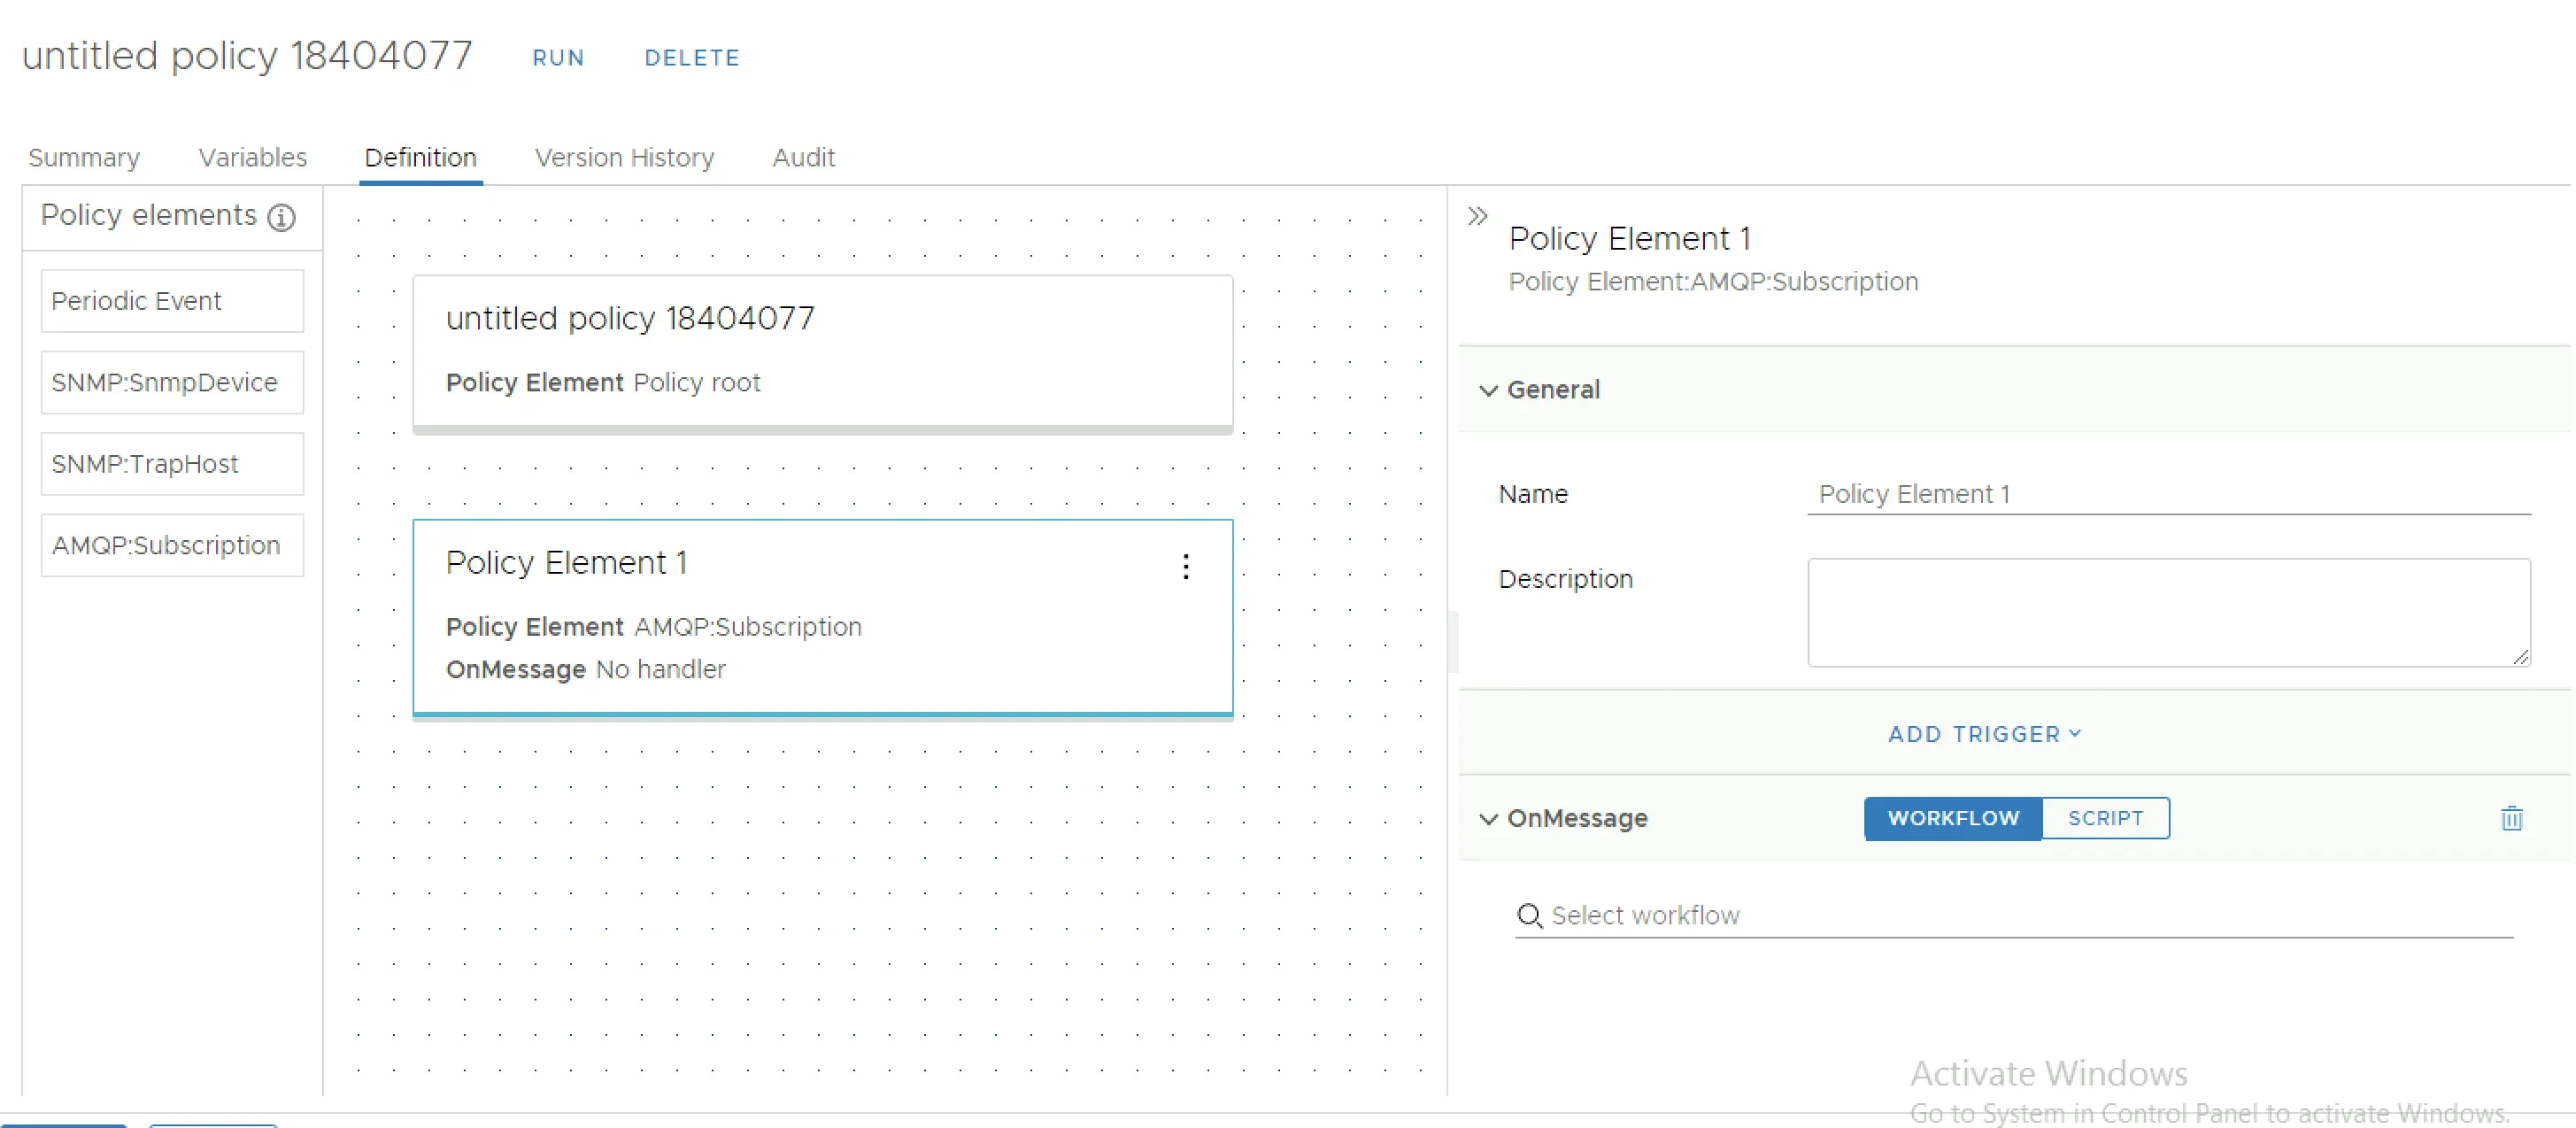 untitled policy 18404077 RUN DELETE
Summary Variables Definition Version History Audit
Policy elements
Periodic Event
SNMP:SnmpDevice
SNMP:TrapHost
AMQP:Subscription
untitled policy 18404077
Policy Element Policy root
Policy Element 1
Policy Element AMQP:Subscription
OnMessage No handler
Policy Element 1
Policy Element:AMQP:Subscription
General
Name Policy Element 1
Description
ADD TRIGGER
OnMessage WORKFLOW SCRIPT
Select workflow
Activate Windows
Go to System in Control Panel to activate Windows.